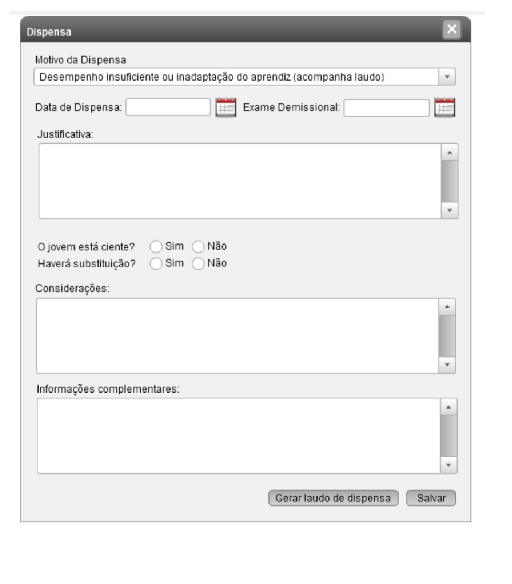 Dispensa
Motivo da Dispensa
Desempenho insuficiente ou inadaptação do aprendiz (acompanha laudo)
Data de Dispensa: Exame Demissional:
Justificativa:
O jovem está ciente? Sim Não
Haverá substituição? Sim Não
Considerações:
Informações complementares:
Gerar laudo de dispensa Salvar